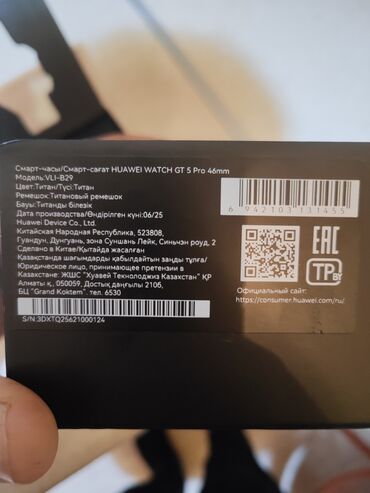 Смарт-часы/Смарт-сағат HUAWEI WATCH GT 5 Pro 46mm
Модель:VLI-B29
Цвет:Титан/Түсі:Титан
Ремешок:Титановый ремешок
Бауы:Титанды білезік
Дата производства/Өндірілген күні:06/25
Huawei Device Co., Ltd.
Китайская Народная Республика, 523808,
Гуандун, Дунгуань, зона Суншань Лейк, Синьчэн роуд, 2
Сделано в Китае/Қытайда жасалған
Қазақстанда шағымдарды қабылдайтын заңды тұлға/
Юридическое лицо, принимающее претензии в
Казахстане: ЖШС "Хуавей Текнолоджиз Казахстан" ҚР
Алматы қ., 050059, Достық даңғылы 210б,
БЦ "Grand Koktem". тел. 6530
S/N:3DXTQ25621000124
6 942103 131455
EAC
TP BY
Официальный сайт:
https://consumer.huawei.com/ru/